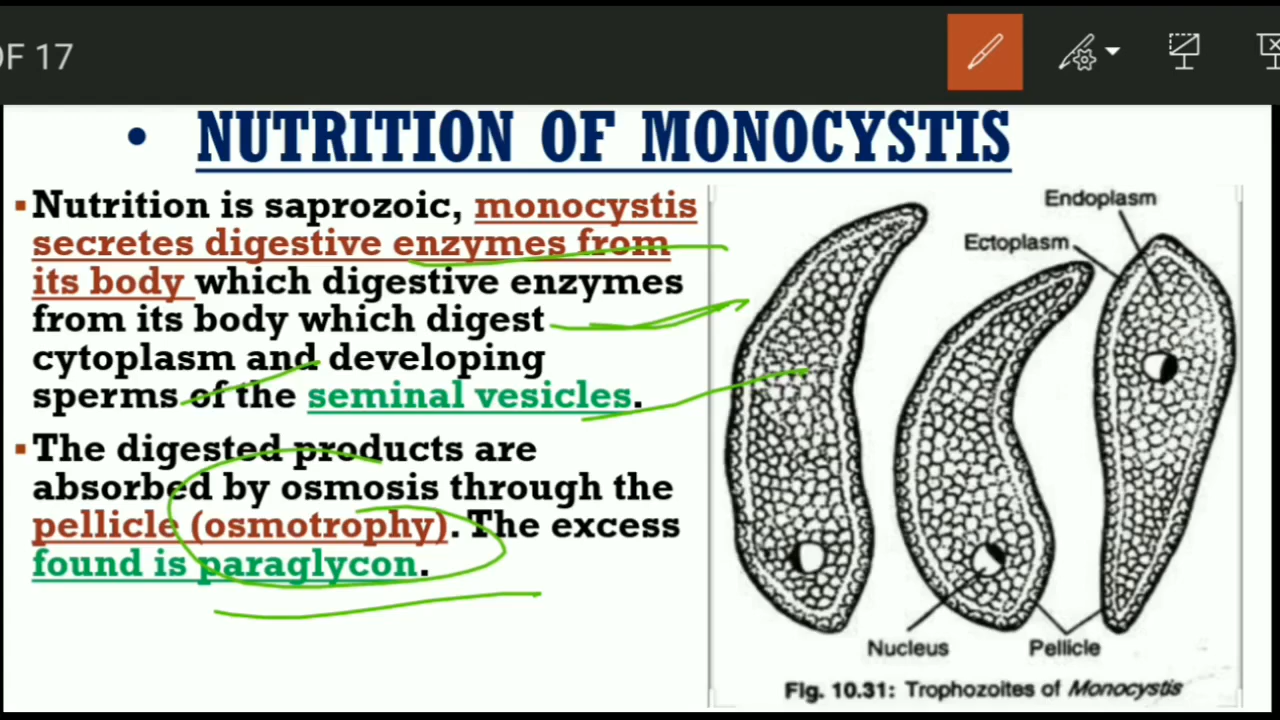 OF 17
• NUTRITION OF MONOCYSTIS
▪Nutrition is saprozoic, monocystis
secretes digestive enzymes from
its body which digestive enzymes
from its body which digest
cytoplasm and developing
sperms of the seminal vesicles.
▪The digested products are
absorbed by osmosis through the
pellicle (osmotrophy). The excess
found is paraglycon.
Endoplasm
Ectoplasm
Nucleus
Pellicle
Fig. 10.31: Trophozoites of Monocystis